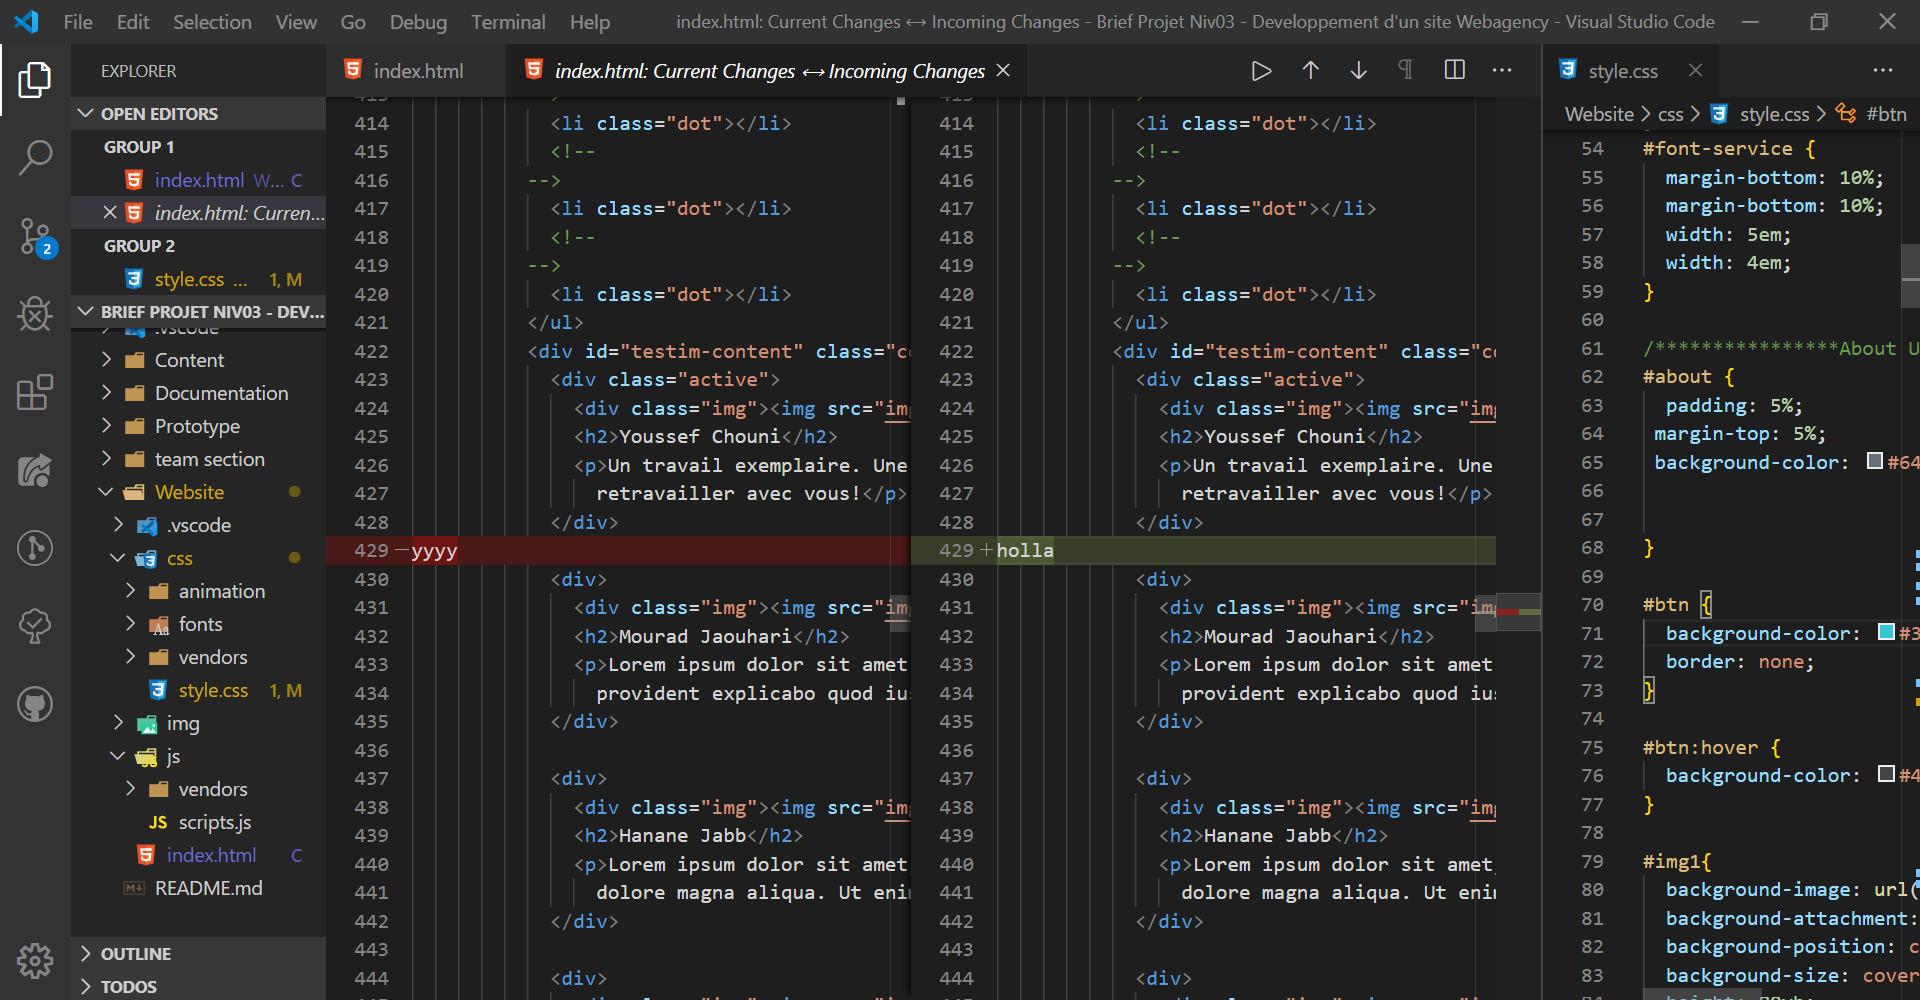 File Edit Selection View Go Debug Terminal Help
index.html: Current Changes ↔ Incoming Changes - Brief Projet Niv03 - Developpement d'un site Webagency - Visual Studio Code
EXPLORER
OPEN EDITORS
GROUP 1
index.html W... C
index.html: Curren...
GROUP 2
style.css ... 1, M
BRIEF PROJET NIV03 - DEV...
.vscode
Content
Documentation
Prototype
team section
Website
.vscode
css
animation
fonts
vendors
style.css 1, M
img
js
vendors
JS scripts.js
index.html C
README.md
OUTLINE
TODOS
2
index.html
index.html: Current Changes ↔ Incoming Changes
414 <li class="dot"></li>
415 <!--
416 -->
417 <li class="dot"></li>
418 <!--
419 -->
420 <li class="dot"></li>
421 </ul>
422 <div id="testim-content" class="c
423 <div class="active">
424 <div class="img"><img src="img
425 <h2>Youssef Chouni</h2>
426 <p>Un travail exemplaire. Une
427 retravailler avec vous!</p>
428 </div>
429 - yyyy
430 <div>
431 <div class="img"><img src="img
432 <h2>Mourad Jaouhari</h2>
433 <p>Lorem ipsum dolor sit amet
434 provident explicabo quod ius
435 </div>
436
437 <div>
438 <div class="img"><img src="img
439 <h2>Hanane Jabb</h2>
440 <p>Lorem ipsum dolor sit amet,
441 dolore magna aliqua. Ut enim
442 </div>
443
444 <div>
414 <li class="dot"></li>
415 <!--
416 -->
417 <li class="dot"></li>
418 <!--
419 -->
420 <li class="dot"></li>
421 </ul>
422 <div id="testim-content" class="c
423 <div class="active">
424 <div class="img"><img src="img
425 <h2>Youssef Chouni</h2>
426 <p>Un travail exemplaire. Une
427 retravailler avec vous!</p>
428 </div>
429 + holla
430 <div>
431 <div class="img"><img src="img
432 <h2>Mourad Jaouhari</h2>
433 <p>Lorem ipsum dolor sit amet
434 provident explicabo quod ius
435 </div>
436
437 <div>
438 <div class="img"><img src="img
439 <h2>Hanane Jabb</h2>
440 <p>Lorem ipsum dolor sit amet,
441 dolore magna aliqua. Ut enim
442 </div>
443
444 <div>
style.css
Website > css > style.css > #btn
54 #font-service {
55 margin-bottom: 10%;
56 margin-bottom: 10%;
57 width: 5em;
58 width: 4em;
59 }
60
61 /****************About U
62 #about {
63 padding: 5%;
64 margin-top: 5%;
65 background-color: #64
66
67
68 }
69
70 #btn {
71 background-color: #3
72 border: none;
73 }
74
75 #btn:hover {
76 background-color: #4
77 }
78
79 #img1{
80 background-image: url(
81 background-attachment:
82 background-position: c
83 background-size: cover